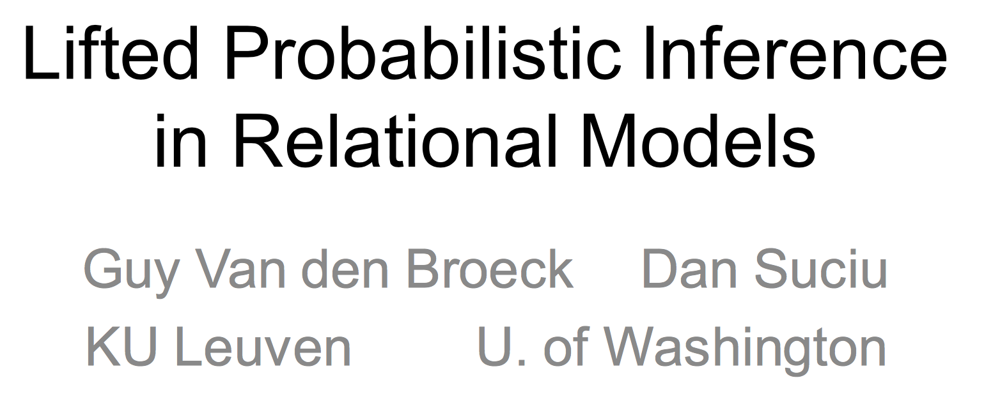 Lifted Probabilistic Inference
in Relational Models
Guy Van den Broeck Dan Suciu
KU Leuven U. of Washington